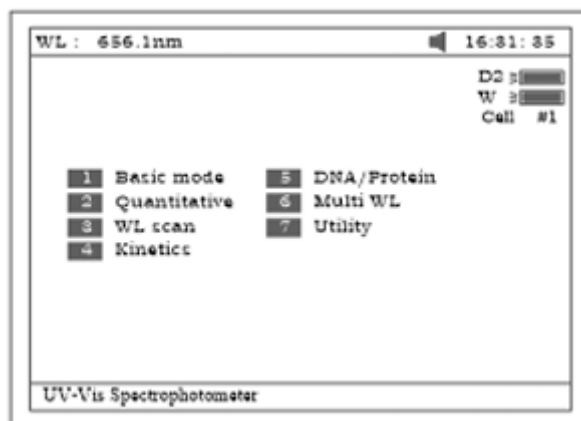 WL : 656.1nm 16:31: 35
D2
W
Cell #1
1 Basic mode 5 DNA/Protein
2 Quantitative 6 Multi WL
3 WL scan 7 Utility
4 Kinetics
UV-Vis Spectrophotometer